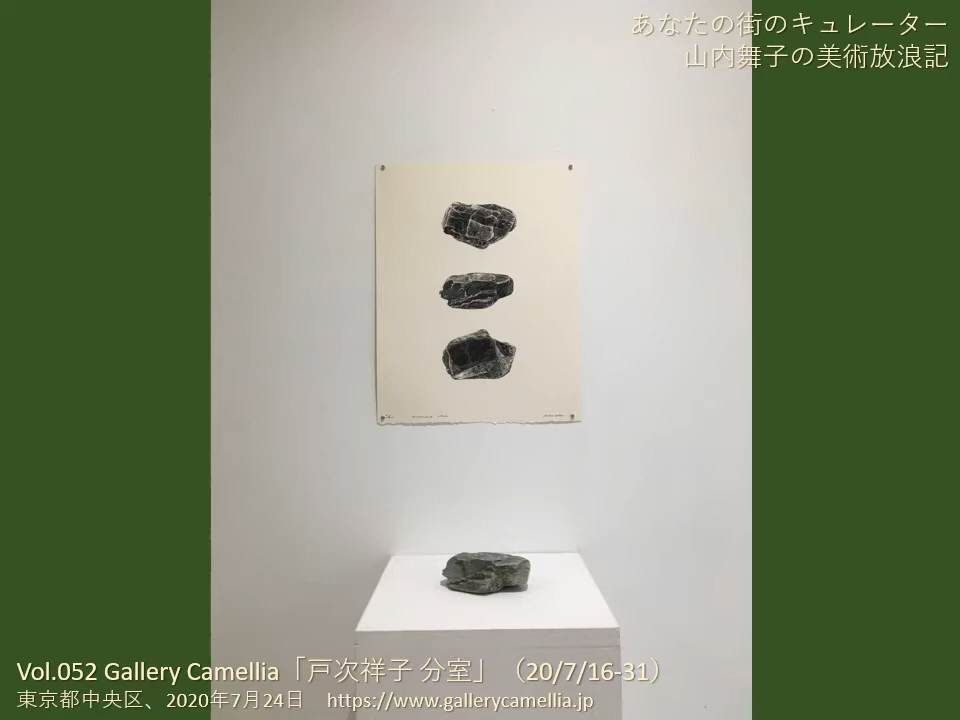 あなたの街のキュレーター
山内舞子の美術放浪記
Vol.052 Gallery Camellia「戸次祥子 分室」（20/7/16-31）
東京都中央区、2020年7月24日　https://www.gallerycamellia.jp